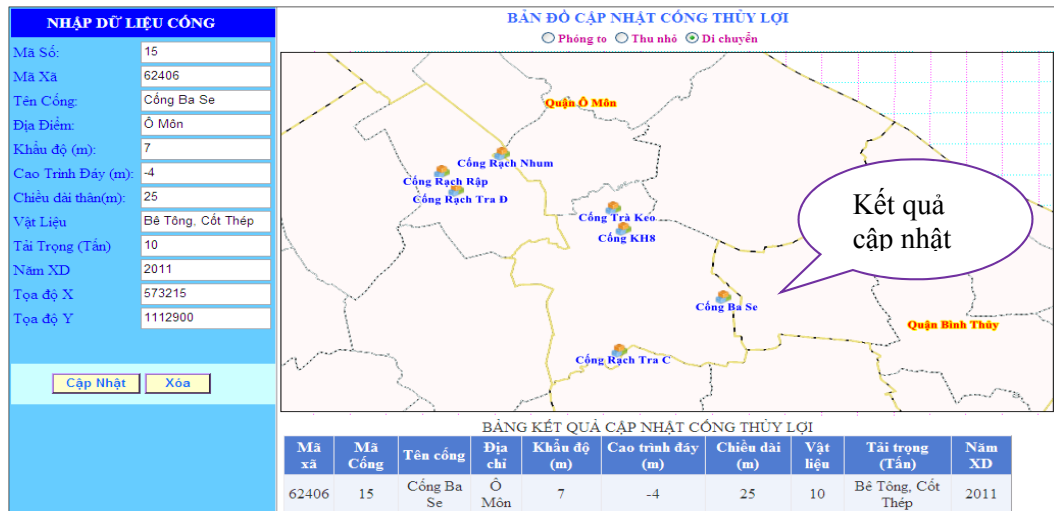 NHẬP DỮ LIỆU CỐNG
Mã Số: 15
Mã Xã 62406
Tên Cống: Cống Ba Se
Địa Điểm: Ô Môn
Khẩu độ (m): 7
Cao Trình Đáy (m): -4
Chiều dài thân(m): 25
Vật Liệu Bê Tông, Cốt Thép
Tải Trọng (Tấn) 10
Năm XD 2011
Tọa độ X 573215
Tọa độ Y 1112900
Cập Nhật Xóa
BẢN ĐỒ CẬP NHẬT CỐNG THỦY LỢI
Phóng to Thu nhỏ Di chuyển
Quận Ô Môn
Cống Rạch Nhum
Cống Rạch Rập
Cống Rạch Tra Đ
Cống Trà Keo
Cống KH8
Kết quả
cập nhật
Cống Ba Se
Quận Bình Thủy
Cống Rạch Tra C
BẢNG KẾT QUẢ CẬP NHẬT CỐNG THỦY LỢI
Mã xã Mã Cống Tên cống Địa chỉ Khẩu độ (m) Cao trình đáy (m) Chiều dài (m) Vật liệu Tải trọng (Tấn) Năm XD
62406 15 Cống Ba Se Ô Môn 7 -4 25 10 Bê Tông, Cốt Thép 2011